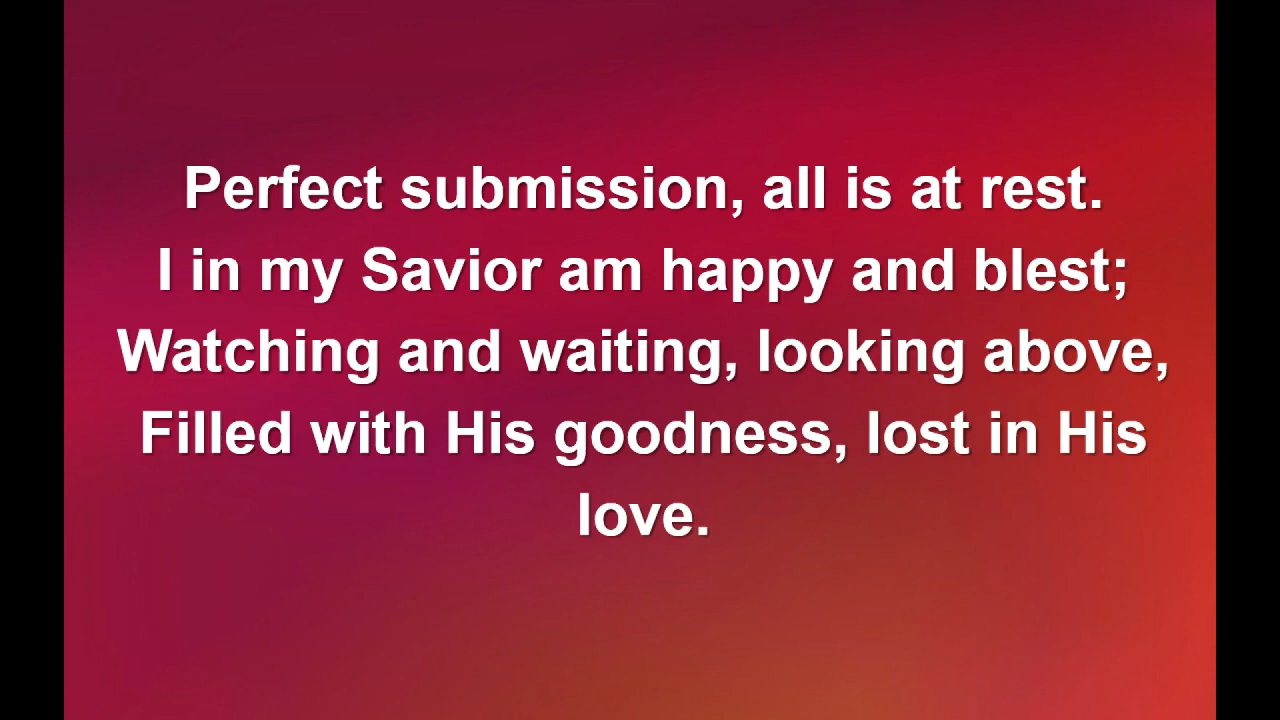 Perfect submission, all is at rest.
I in my Savior am happy and blest;
Watching and waiting, looking above,
Filled with His goodness, lost in His
love.